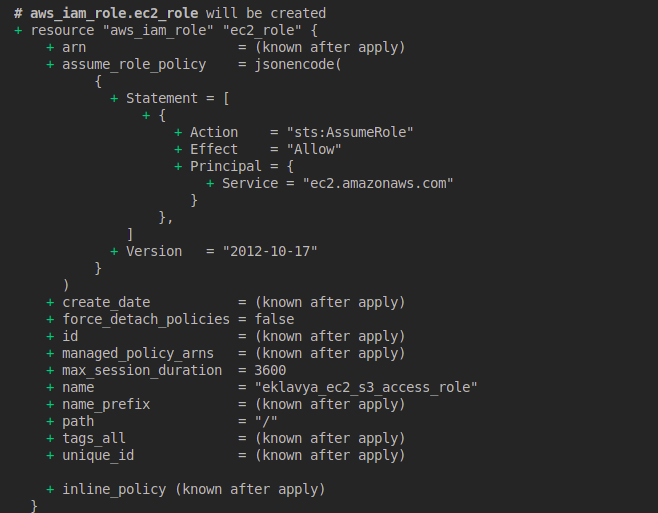 # aws_iam_role.ec2_role will be created
+ resource "aws_iam_role" "ec2_role" {
+ arn = (known after apply)
+ assume_role_policy = jsonencode(
{
+ Statement = [
+ {
+ Action = "sts:AssumeRole"
+ Effect = "Allow"
+ Principal = {
+ Service = "ec2.amazonaws.com"
}
},
]
+ Version = "2012-10-17"
}
)
+ create_date = (known after apply)
+ force_detach_policies = false
+ id = (known after apply)
+ managed_policy_arns = (known after apply)
+ max_session_duration = 3600
+ name = "eklavya_ec2_s3_access_role"
+ name_prefix = (known after apply)
+ path = "/"
+ tags_all = (known after apply)
+ unique_id = (known after apply)
+ inline_policy (known after apply)
}